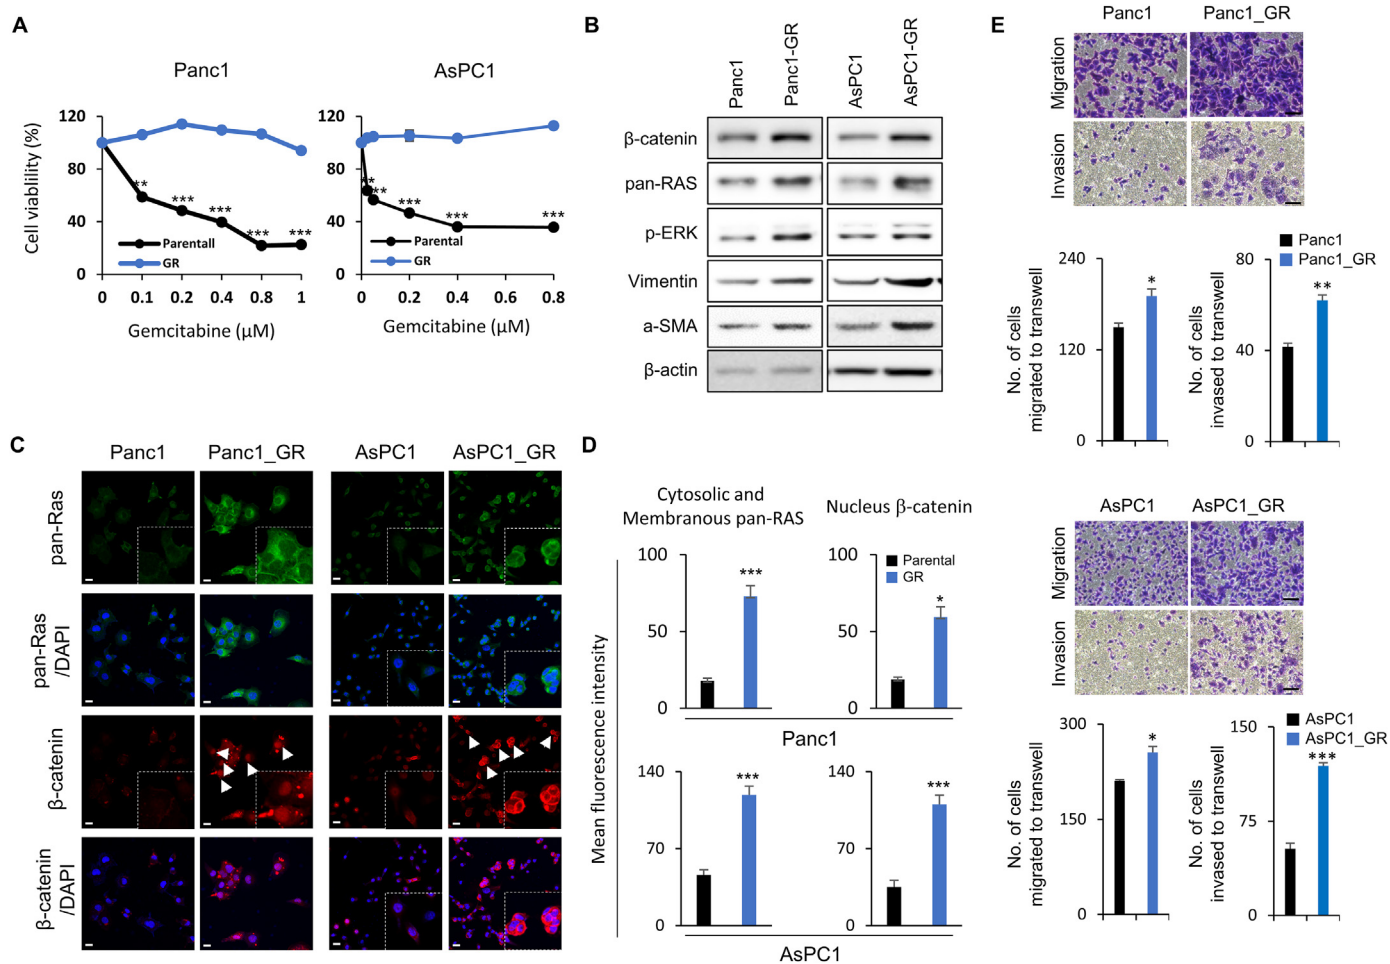 A
Panc1
AsPC1
Cell viablility (%)
120
80
40
0
**
***
***
***
***
Parentall
GR
0
0.1
0.2
0.4
0.8
1
Gemcitabine (µM)
120
80
40
0
**
**
***
***
***
Parental
GR
0
0.2
0.4
0.8
Gemcitabine (µM)
B
Panc1
Panc1-GR
AsPC1
AsPC1-GR
β-catenin
pan-RAS
p-ERK
Vimentin
a-SMA
β-actin
C
Panc1
Panc1_GR
AsPC1
AsPC1_GR
pan-Ras
pan-Ras
/DAPI
β-catenin
β-catenin
/DAPI
D
Cytosolic and
Membranous pan-RAS
Nucleus β-catenin
Mean fluorescence intensity
100
50
0
***
100
50
0
Parental
GR
*
Panc1
140
70
0
***
140
70
0
***
AsPC1
E
Panc1
Panc1_GR
Migration
Invasion
Panc1
Panc1_GR
No. of cells
migrated to transwell
240
120
0
*
No. of cells
invased to transwell
80
40
0
**
AsPC1
AsPC1_GR
Migration
Invasion
No. of cells
migrated to transwell
300
150
0
*
No. of cells
invased to transwell
150
75
0
AsPC1
AsPC1_GR
***